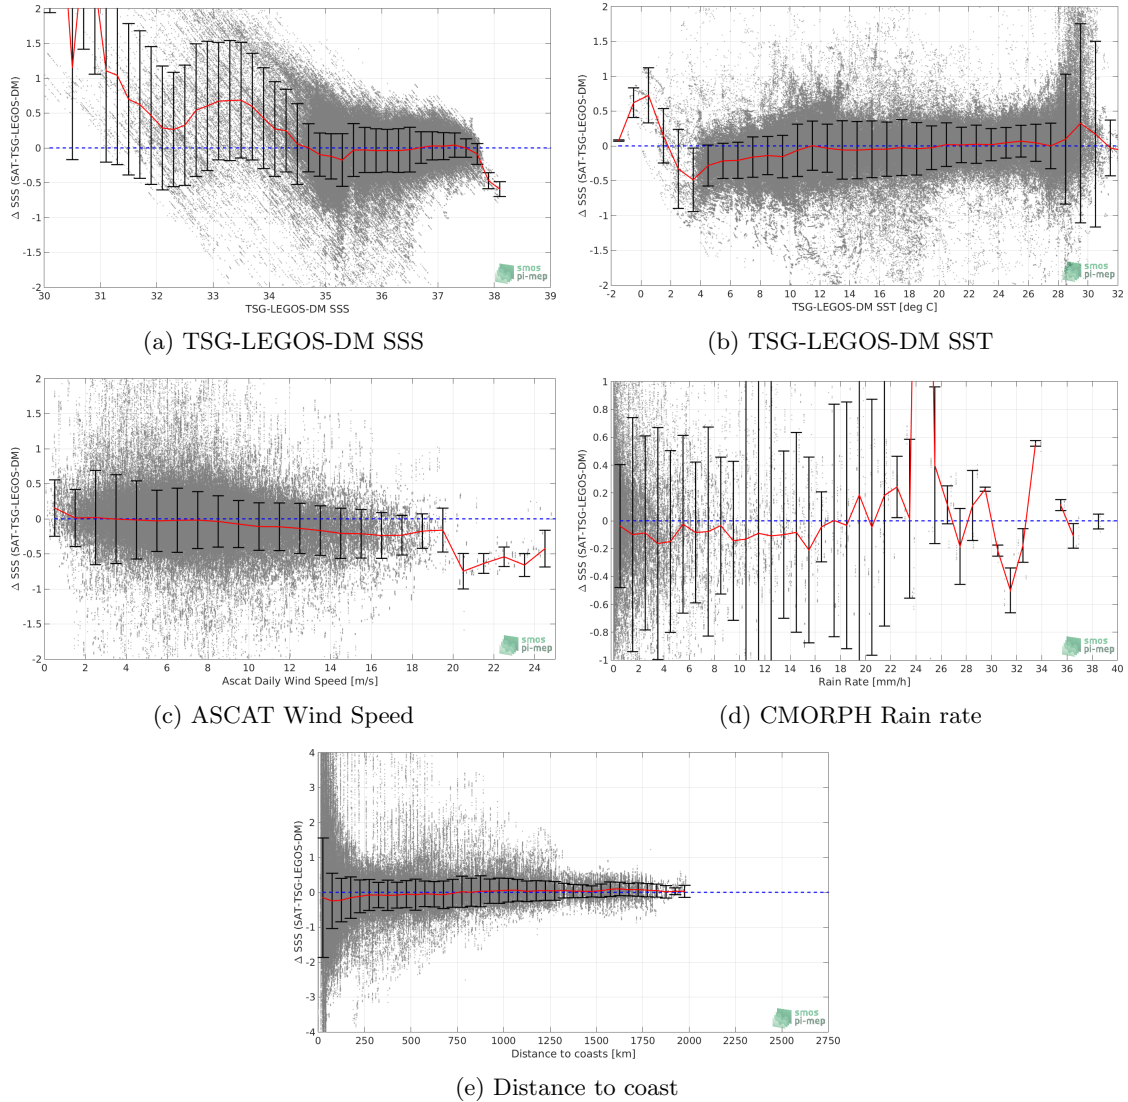 2
1.5
1
0.5
0
-0.5
-1
-1.5
-2
Δ SSS (SAT-TSG-LEGOS-DM)
30 31 32 33 34 35 36 37 38 39
TSG-LEGOS-DM SSS
smos
pi-mep
(a) TSG-LEGOS-DM SSS
2
1.5
1
0.5
0
-0.5
-1
-1.5
-2
Δ SSS (SAT-TSG-LEGOS-DM)
-2 0 2 4 6 8 10 12 14 16 18 20 22 24 26 28 30 32
TSG-LEGOS-DM SST [deg C]
smos
pi-mep
(b) TSG-LEGOS-DM SST
2
1.5
1
0.5
0
-0.5
-1
-1.5
-2
Δ SSS (SAT-TSG-LEGOS-DM)
0 2 4 6 8 10 12 14 16 18 20 22 24
Ascat Daily Wind Speed [m/s]
smos
pi-mep
(c) ASCAT Wind Speed
1
0.8
0.6
0.4
0.2
0
-0.2
-0.4
-0.6
-0.8
-1
Δ SSS (SAT-TSG-LEGOS-DM)
0 2 4 6 8 10 12 14 16 18 20 22 24 26 28 30 32 34 36 38 40
Rain Rate [mm/h]
smos
pi-mep
(d) CMORPH Rain rate
4
3
2
1
0
-1
-2
-3
-4
Δ SSS (SAT-TSG-LEGOS-DM)
0 250 500 750 1000 1250 1500 1750 2000 2250 2500 2750
Distance to coasts [km]
smos
pi-mep
(e) Distance to coast